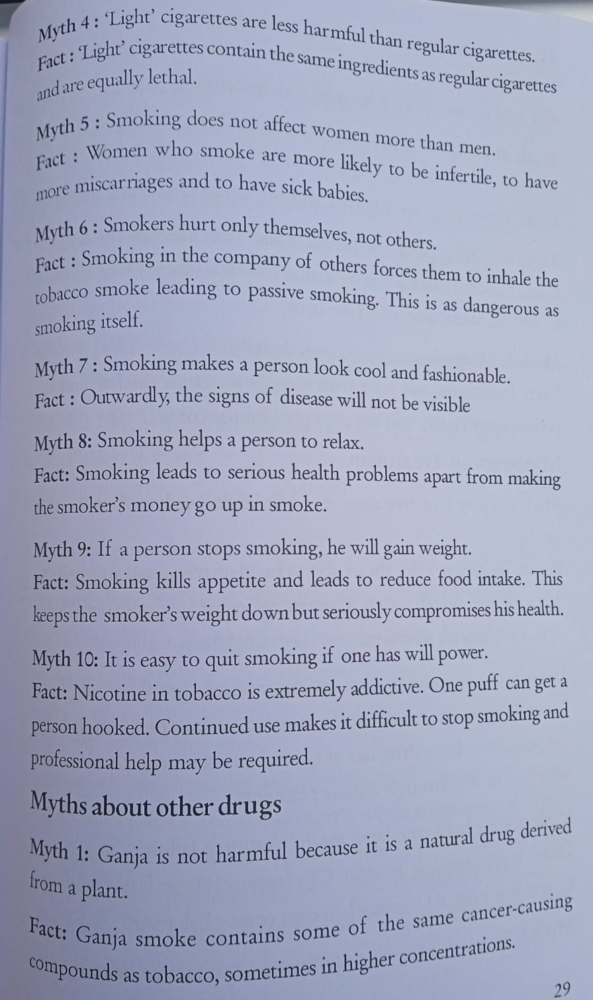 Myth 4 : ‘Light’ cigarettes are less harmful than regular cigarettes.
Fact : ‘Light’ cigarettes contain the same ingredients as regular cigarettes
and are equally lethal.
Myth 5 : Smoking does not affect women more than men.
Fact : Women who smoke are more likely to be infertile, to have
more miscarriages and to have sick babies.
Myth 6 : Smokers hurt only themselves, not others.
Fact : Smoking in the company of others forces them to inhale the
tobacco smoke leading to passive smoking. This is as dangerous as
smoking itself.
Myth 7 : Smoking makes a person look cool and fashionable.
Fact : Outwardly, the signs of disease will not be visible
Myth 8: Smoking helps a person to relax.
Fact: Smoking leads to serious health problems apart from making
the smoker’s money go up in smoke.
Myth 9: If a person stops smoking, he will gain weight.
Fact: Smoking kills appetite and leads to reduce food intake. This
keeps the smoker’s weight down but seriously compromises his health.
Myth 10: It is easy to quit smoking if one has will power.
Fact: Nicotine in tobacco is extremely addictive. One puff can get a
person hooked. Continued use makes it difficult to stop smoking and
professional help may be required.
Myths about other drugs
Myth 1: Ganja is not harmful because it is a natural drug derived
from a plant.
Fact: Ganja smoke contains some of the same cancer-causing
compounds as tobacco, sometimes in higher concentrations.
29